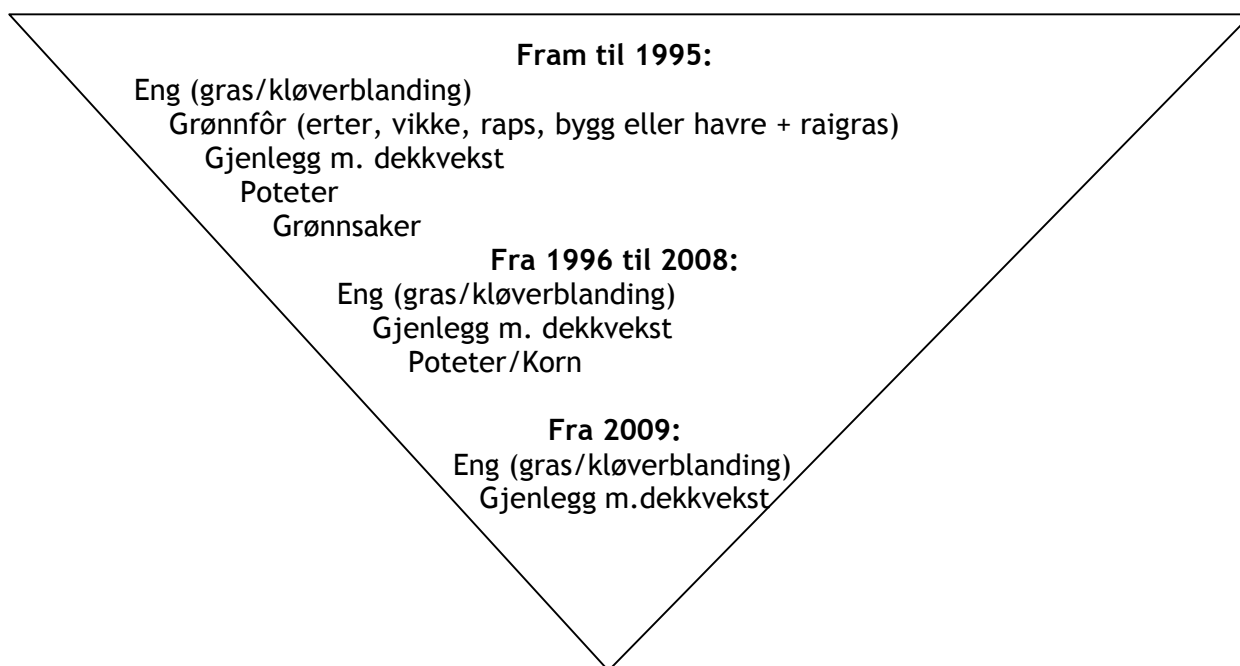 Fram til 1995:
Eng (gras/kløverblanding)
Grønnfôr (erter, vikke, raps, bygg eller havre + raigras)
Gjenlegg m. dekkvekst
Poteter
Grønnsaker
Fra 1996 til 2008:
Eng (gras/kløverblanding)
Gjenlegg m. dekkvekst
Poteter/Korn
Fra 2009:
Eng (gras/kløverblanding)
Gjenlegg m.dekkvekst